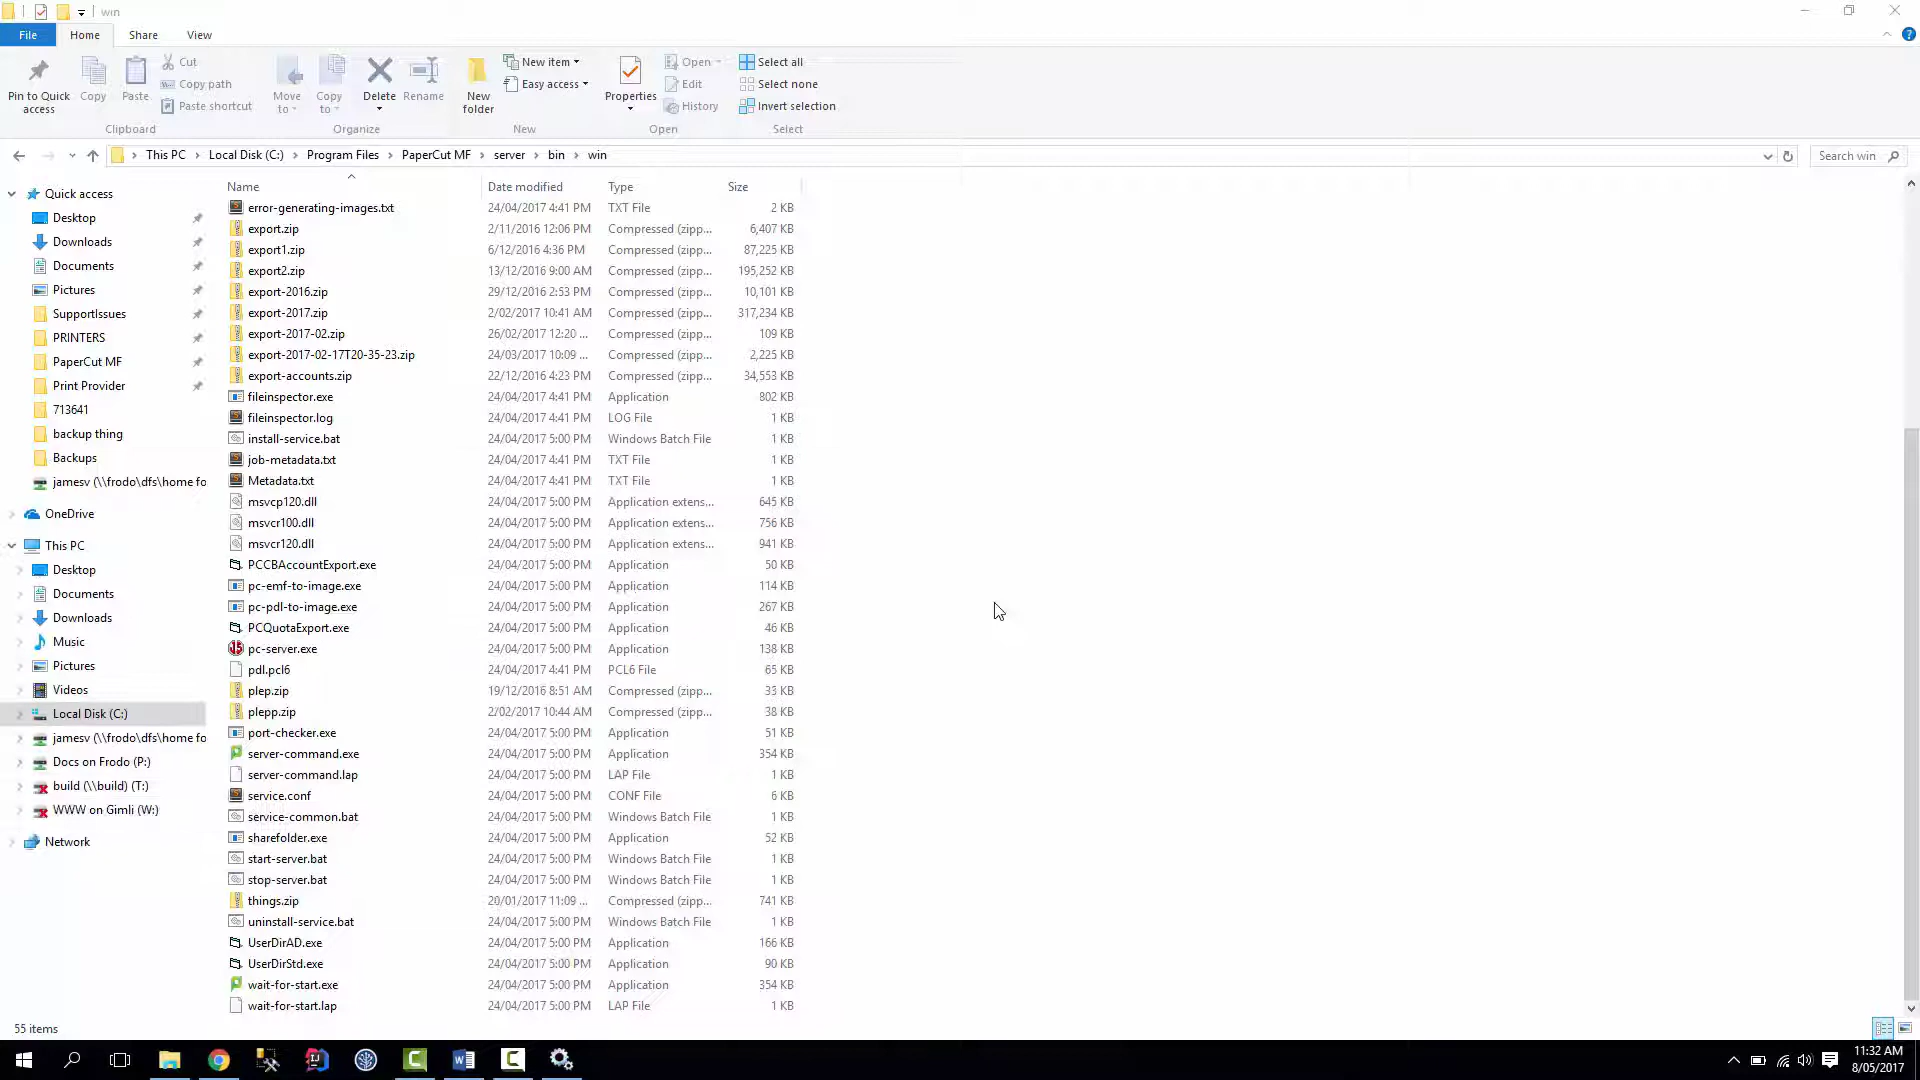 win
File Home Share View
Pin to Quick access
Copy
Paste
Cut
Copy path
Paste shortcut
Clipboard
Move to
Copy to
Delete
Rename
Organize
New folder
New item
Easy access
New
Properties
Open
Edit
History
Open
Select all
Select none
Invert selection
Select
This PC Local Disk (C:) Program Files PaperCut MF server bin win
Search win
Quick access
Desktop
Downloads
Documents
Pictures
SupportIssues
PRINTERS
PaperCut MF
Print Provider
713641
backup thing
Backups
jamesv (\\frodo\dfs\home fo
OneDrive
This PC
Desktop
Documents
Downloads
Music
Pictures
Videos
Local Disk (C:)
jamesv (\\frodo\dfs\home fo
Docs on Frodo (P:)
build (\\build) (T:)
WWW on Gimli (W:)
Network
Name Date modified Type Size
error-generating-images.txt 24/04/2017 4:41 PM TXT File 2 KB
export.zip 2/11/2016 12:06 PM Compressed (zipp... 6,407 KB
export1.zip 6/12/2016 4:36 PM Compressed (zipp... 87,225 KB
export2.zip 13/12/2016 9:00 AM Compressed (zipp... 195,252 KB
export-2016.zip 29/12/2016 2:53 PM Compressed (zipp... 10,101 KB
export-2017.zip 2/02/2017 10:41 AM Compressed (zipp... 317,234 KB
export-2017-02.zip 26/02/2017 12:20 ... Compressed (zipp... 109 KB
export-2017-02-17T20-35-23.zip 24/03/2017 10:09 ... Compressed (zipp... 2,225 KB
export-accounts.zip 22/12/2016 4:23 PM Compressed (zipp... 34,553 KB
fileinspector.exe 24/04/2017 4:41 PM Application 802 KB
fileinspector.log 24/04/2017 4:41 PM LOG File 1 KB
install-service.bat 24/04/2017 5:00 PM Windows Batch File 1 KB
job-metadata.txt 24/04/2017 4:41 PM TXT File 1 KB
Metadata.txt 24/04/2017 4:41 PM TXT File 1 KB
msvcp120.dll 24/04/2017 5:00 PM Application extens... 645 KB
msvcr100.dll 24/04/2017 5:00 PM Application extens... 756 KB
msvcr120.dll 24/04/2017 5:00 PM Application extens... 941 KB
PCCBAccountExport.exe 24/04/2017 5:00 PM Application 50 KB
pc-emf-to-image.exe 24/04/2017 5:00 PM Application 114 KB
pc-pdl-to-image.exe 24/04/2017 5:00 PM Application 267 KB
PCQuotaExport.exe 24/04/2017 5:00 PM Application 46 KB
pc-server.exe 24/04/2017 5:00 PM Application 138 KB
pdl.pcl6 24/04/2017 4:41 PM PCL6 File 65 KB
plep.zip 19/12/2016 8:51 AM Compressed (zipp... 33 KB
plepp.zip 2/02/2017 10:44 AM Compressed (zipp... 38 KB
port-checker.exe 24/04/2017 5:00 PM Application 51 KB
server-command.exe 24/04/2017 5:00 PM Application 354 KB
server-command.lap 24/04/2017 5:00 PM LAP File 1 KB
service.conf 24/04/2017 5:00 PM CONF File 6 KB
service-common.bat 24/04/2017 5:00 PM Windows Batch File 1 KB
sharefolder.exe 24/04/2017 5:00 PM Application 52 KB
start-server.bat 24/04/2017 5:00 PM Windows Batch File 1 KB
stop-server.bat 24/04/2017 5:00 PM Windows Batch File 1 KB
things.zip 20/01/2017 11:09 ... Compressed (zipp... 741 KB
uninstall-service.bat 24/04/2017 5:00 PM Windows Batch File 1 KB
UserDirAD.exe 24/04/2017 5:00 PM Application 166 KB
UserDirStd.exe 24/04/2017 5:00 PM Application 90 KB
wait-for-start.exe 24/04/2017 5:00 PM Application 354 KB
wait-for-start.lap 24/04/2017 5:00 PM LAP File 1 KB
55 items
11:32 AM
8/05/2017